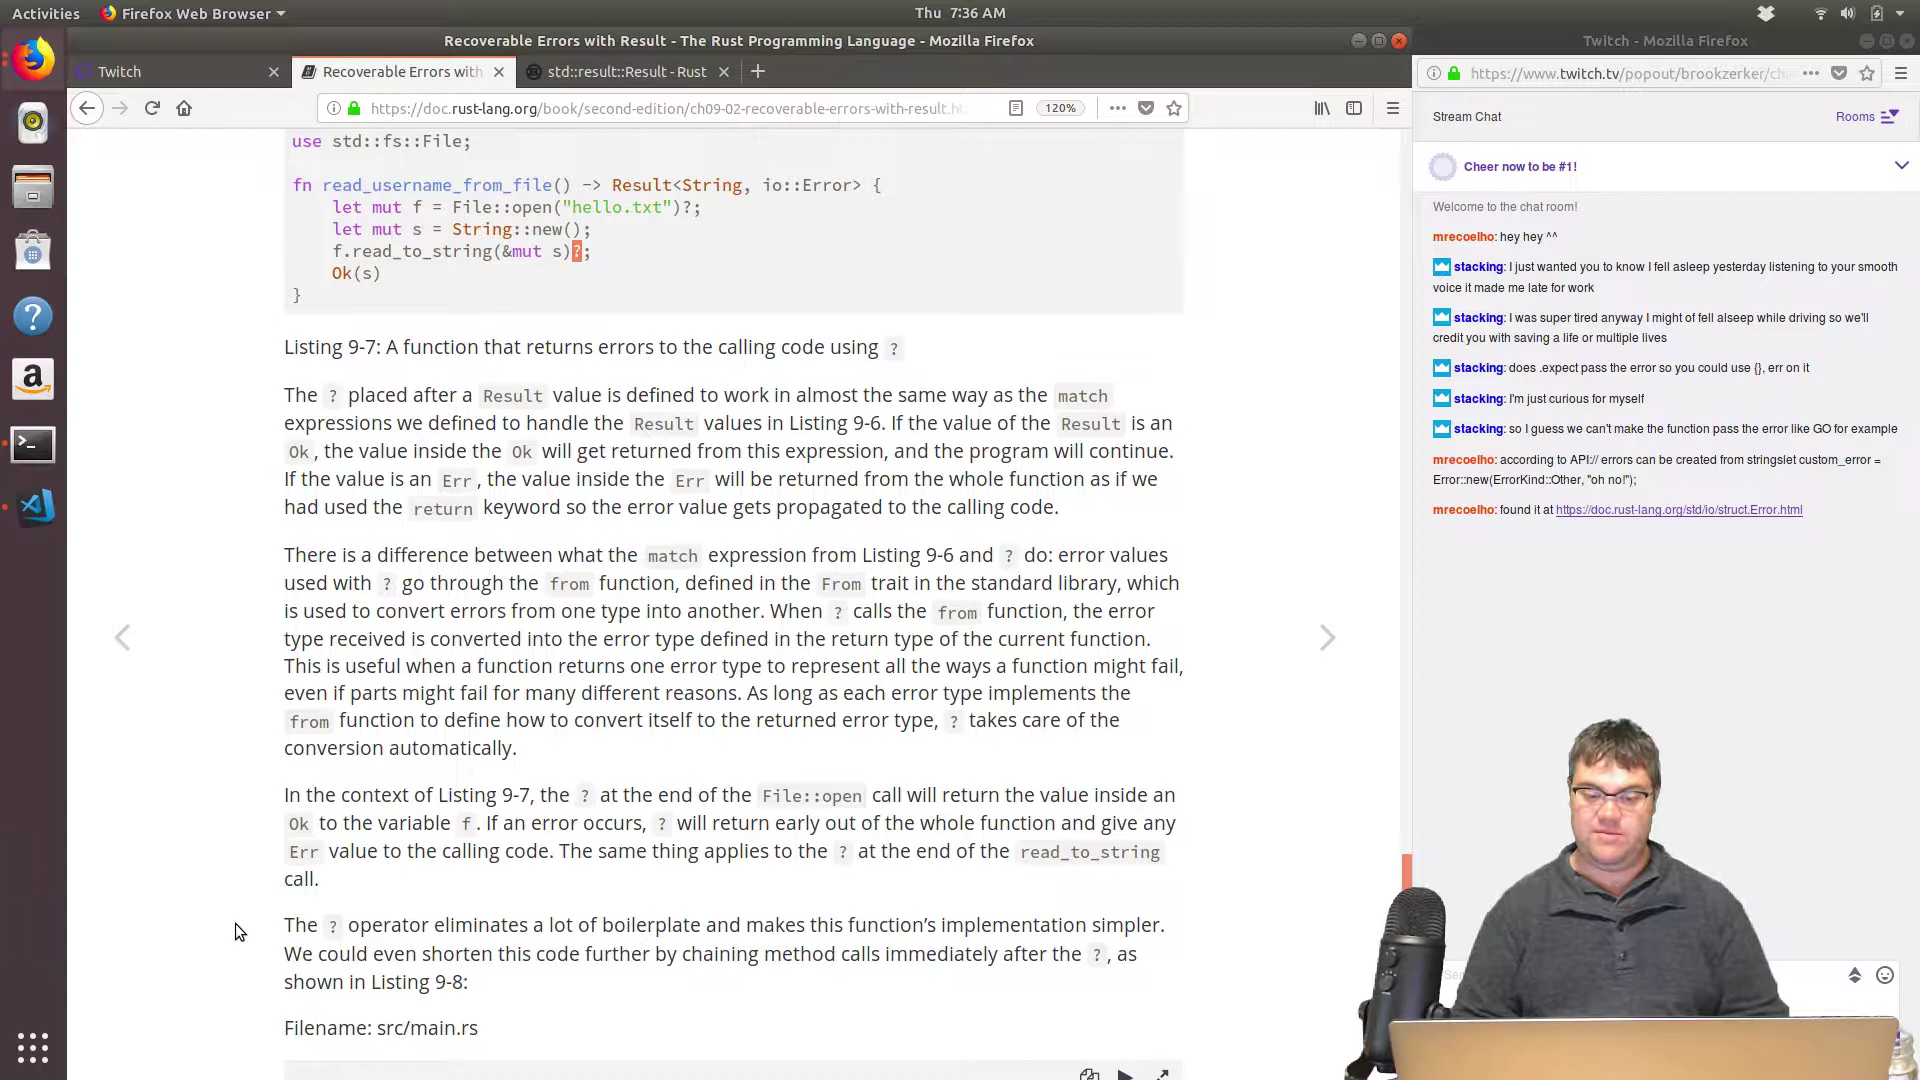 Activities
Firefox Web Browser
Thu 7:36 AM
Recoverable Errors with Result - The Rust Programming Language - Mozilla Firefox
Twitch
Recoverable Errors with
std::result::Result - Rust
https://doc.rust-lang.org/book/second-edition/ch09-02-recoverable-errors-with-result.h
120%
use std::fs::File;
fn read_username_from_file() -> Result<String, io::Error> {
let mut f = File::open("hello.txt")?;
let mut s = String::new();
f.read_to_string(&mut s)?;
Ok(s)
}
Listing 9-7: A function that returns errors to the calling code using ?
The ? placed after a Result value is defined to work in almost the same way as the match
expressions we defined to handle the Result values in Listing 9-6. If the value of the Result is an
Ok, the value inside the Ok will get returned from this expression, and the program will continue.
If the value is an Err, the value inside the Err will be returned from the whole function as if we
had used the return keyword so the error value gets propagated to the calling code.
There is a difference between what the match expression from Listing 9-6 and ? do: error values
used with ? go through the from function, defined in the From trait in the standard library, which
is used to convert errors from one type into another. When ? calls the from function, the error
type received is converted into the error type defined in the return type of the current function.
This is useful when a function returns one error type to represent all the ways a function might fail,
even if parts might fail for many different reasons. As long as each error type implements the
from function to define how to convert itself to the returned error type, ? takes care of the
conversion automatically.
In the context of Listing 9-7, the ? at the end of the File::open call will return the value inside an
Ok to the variable f. If an error occurs, ? will return early out of the whole function and give any
Err value to the calling code. The same thing applies to the ? at the end of the read_to_string
call.
The ? operator eliminates a lot of boilerplate and makes this function's implementation simpler.
We could even shorten this code further by chaining method calls immediately after the ?, as
shown in Listing 9-8:
Filename: src/main.rs
Twitch - Mozilla Firefox
https://www.twitch.tv/popout/brookzerker/ch
Stream Chat
Rooms
Cheer now to be #1!
Welcome to the chat room!
mrecoelho: hey hey ^^
stacking: I just wanted you to know I fell asleep yesterday listening to your smooth
voice it made me late for work
stacking: I was super tired anyway I might of fell alseep while driving so we'll
credit you with saving a life or multiple lives
stacking: does .expect pass the error so you could use {}, err on it
stacking: I'm just curious for myself
stacking: so I guess we can't make the function pass the error like GO for example
mrecoelho: according to API:// errors can be created from stringslet custom_error =
Error::new(ErrorKind::Other, "oh no!");
mrecoelho: found it at https://doc.rust-lang.org/std/io/struct.Error.html